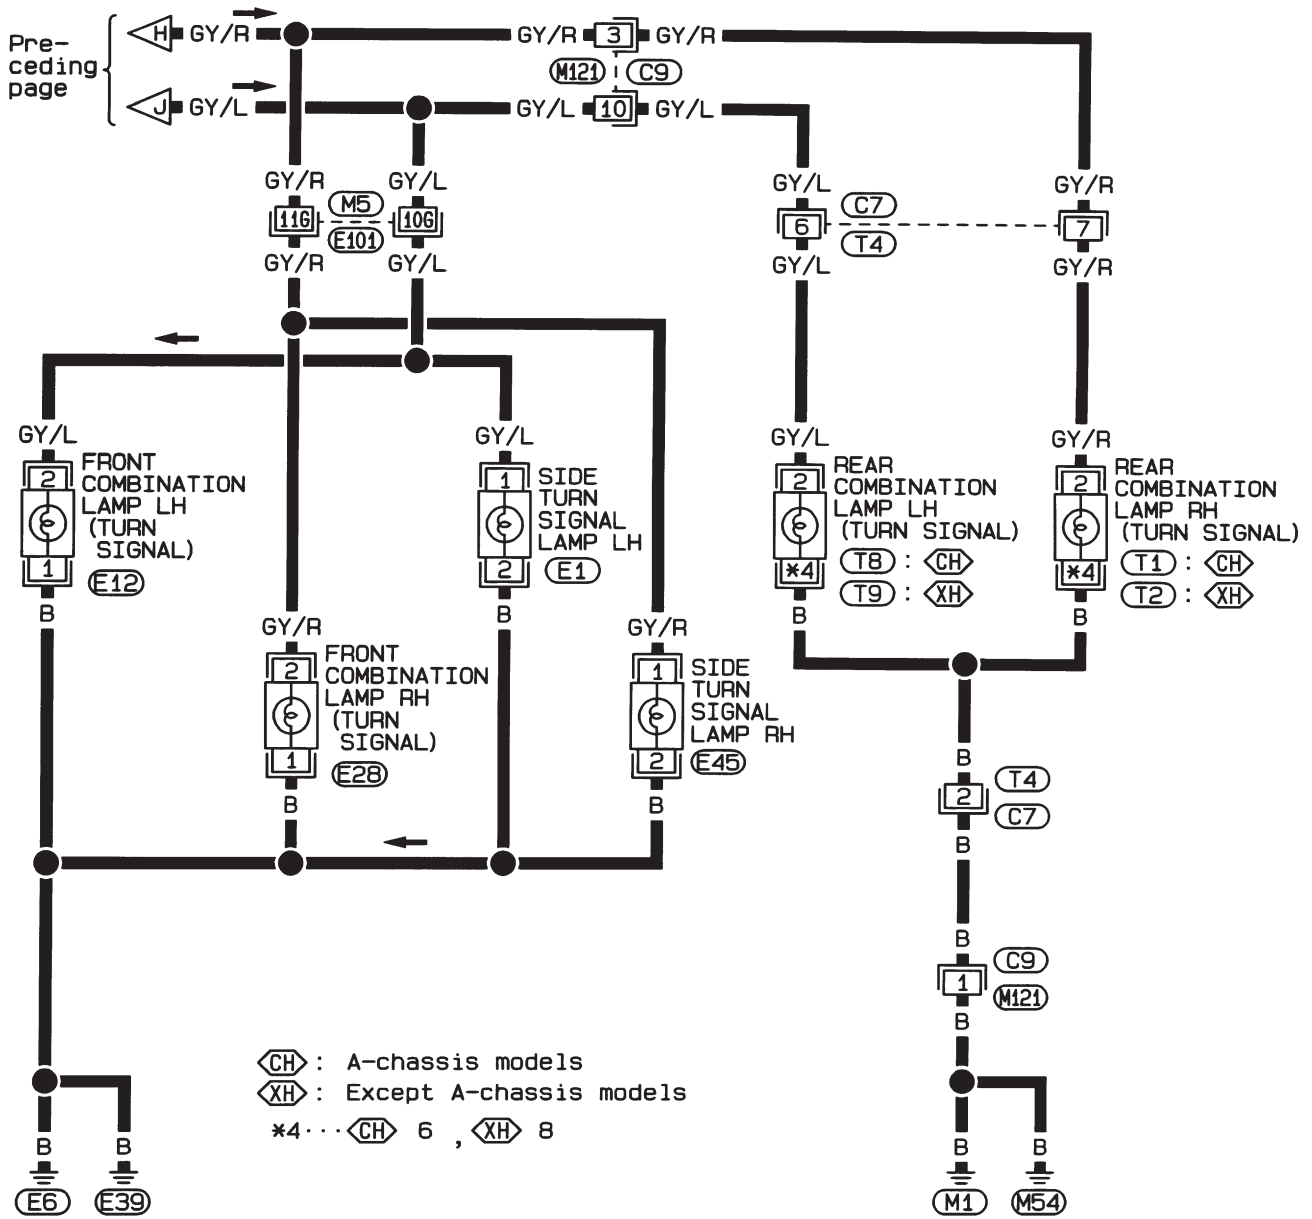 Pre-
ceding
page
H GY/R GY/R 3 GY/R
M121 C9
J GY/L GY/L 10 GY/L
GY/R GY/L GY/L GY/R
11G M5 10G 6 C7 7
E101 T4
GY/R GY/L GY/L GY/R
GY/L GY/L GY/L GY/R
2 FRONT
COMBINATION
LAMP LH
(TURN
SIGNAL)
1 E12
B
1 SIDE
TURN
SIGNAL
LAMP LH
2 E1
B
2 REAR
COMBINATION
LAMP LH
(TURN SIGNAL)
*4 T8 : CH
T9 : XH
B
2 REAR
COMBINATION
LAMP RH
(TURN SIGNAL)
*4 T1 : CH
T2 : XH
B
GY/R GY/R
2 FRONT
COMBINATION
LAMP RH
(TURN
SIGNAL)
1 E28
B
1 SIDE
TURN
SIGNAL
LAMP RH
2 E45
B
B
2 T4
C7
B
B
1 C9
M121
B
CH : A-chassis models
XH : Except A-chassis models
*4··· CH 6 , XH 8
B B B B
E6 E39 M1 M54